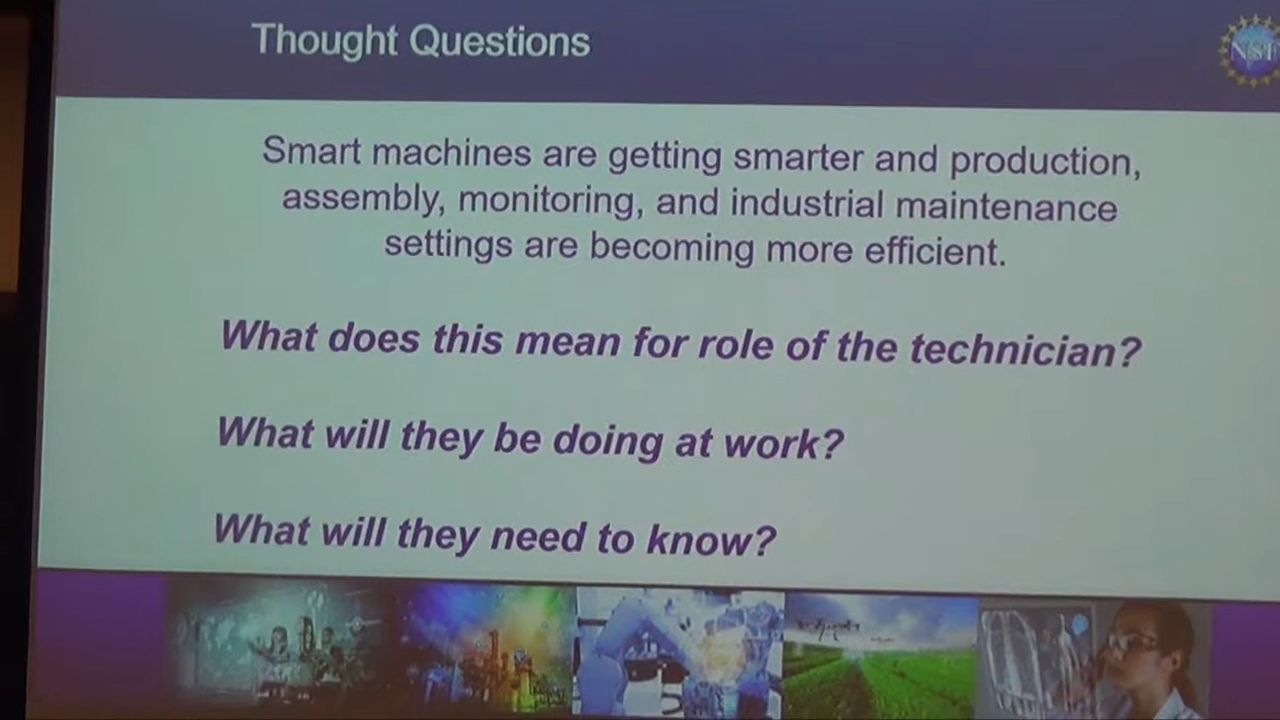 Thought Questions
NSF
Smart machines are getting smarter and production,
assembly, monitoring, and industrial maintenance
settings are becoming more efficient.
What does this mean for role of the technician?
What will they be doing at work?
What will they need to know?